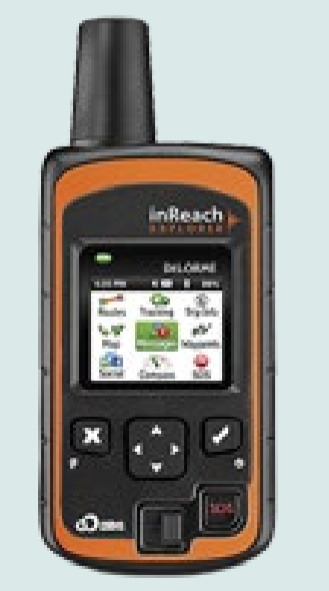 inReach
EXPLORER
DELORME
Routes Tracking Trip Info
Map Messages Waypoints
Social Compass SOS
SOS